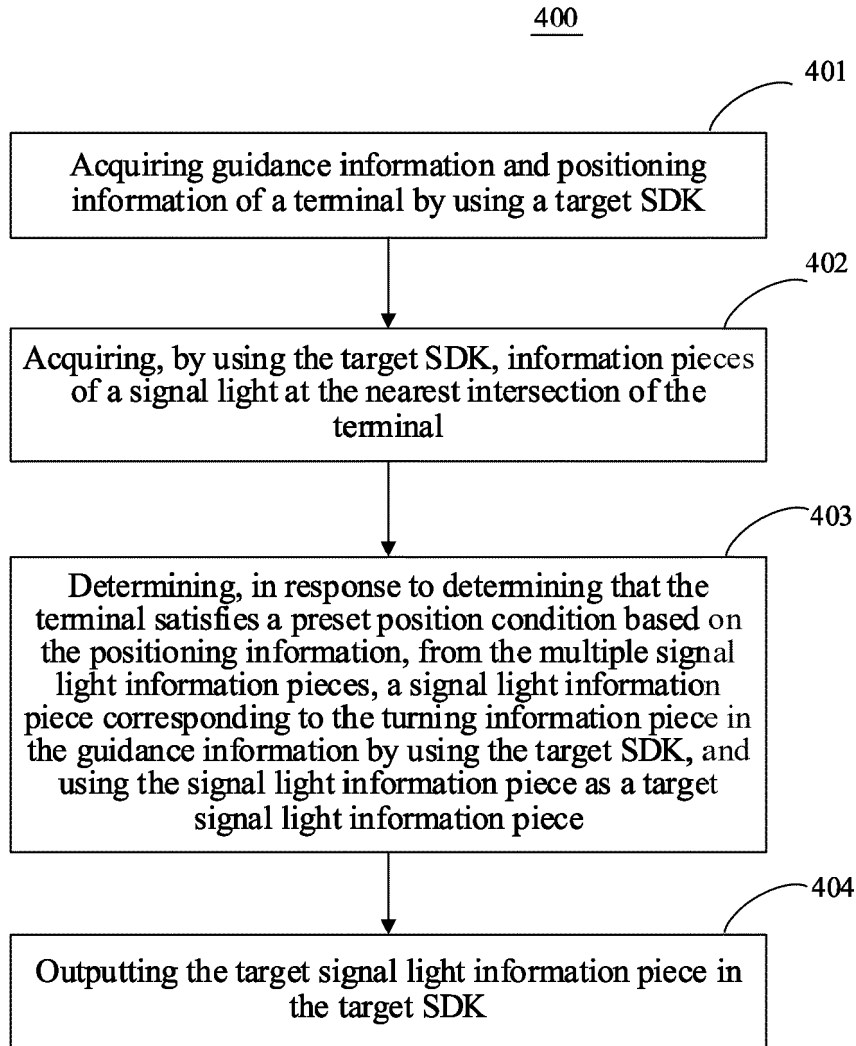 400
401
Acquiring guidance information and positioning
information of a terminal by using a target SDK
402
Acquiring, by using the target SDK, information pieces
of a signal light at the nearest intersection of the
terminal
403
Determining, in response to determining that the
terminal satisfies a preset position condition based on
the positioning information, from the multiple signal
light information pieces, a signal light information
piece corresponding to the turning information piece in
the guidance information by using the target SDK, and
using the signal light information piece as a target
signal light information piece
404
Outputting the target signal light information piece in
the target SDK